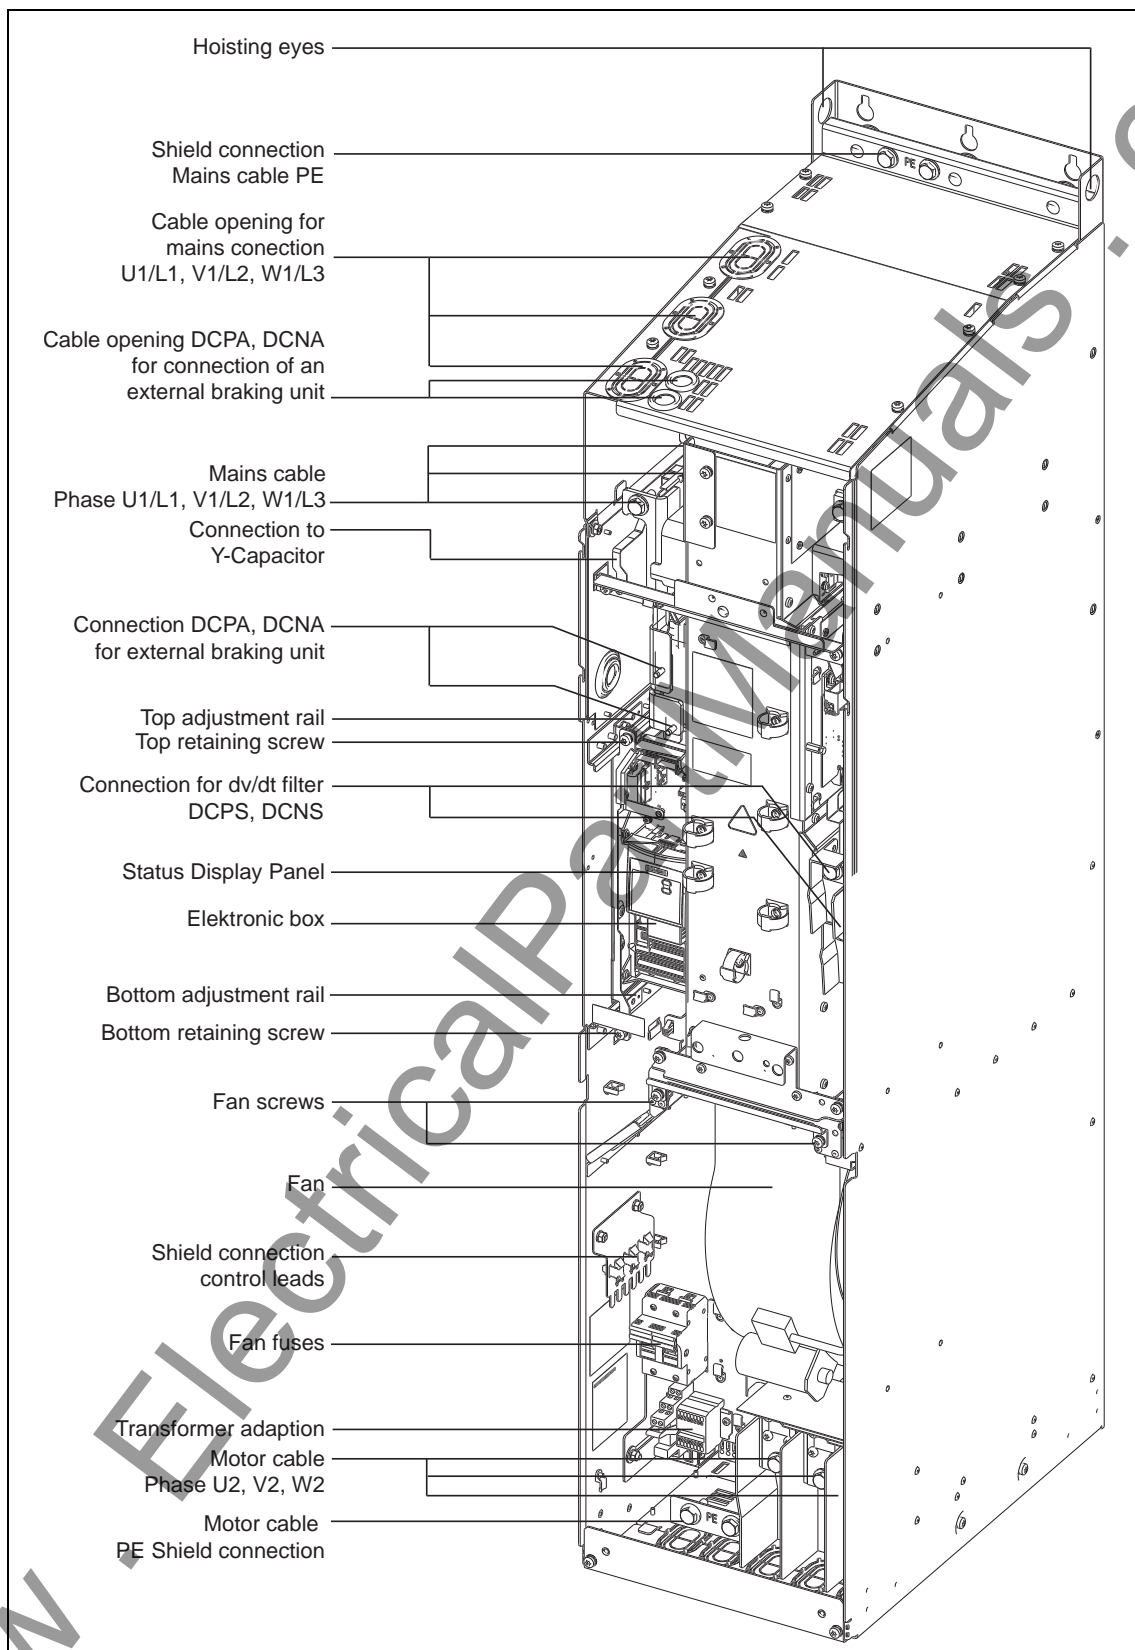 Hoisting eyes
Shield connection
Mains cable PE
Cable opening for
mains conection
U1/L1, V1/L2, W1/L3
Cable opening DCPA, DCNA
for connection of an
external braking unit
Mains cable
Phase U1/L1, V1/L2, W1/L3
Connection to
Y-Capacitor
Connection DCPA, DCNA
for external braking unit
Top adjustment rail
Top retaining screw
Connection for dv/dt filter
DCPS, DCNS
Status Display Panel
Elektronic box
Bottom adjustment rail
Bottom retaining screw
Fan screws
Fan
Shield connection
control leads
Fan fuses
Transformer adaption
Motor cable
Phase U2, V2, W2
Motor cable
PE Shield connection
PE
PE
w . ElectricalPartManuals . c